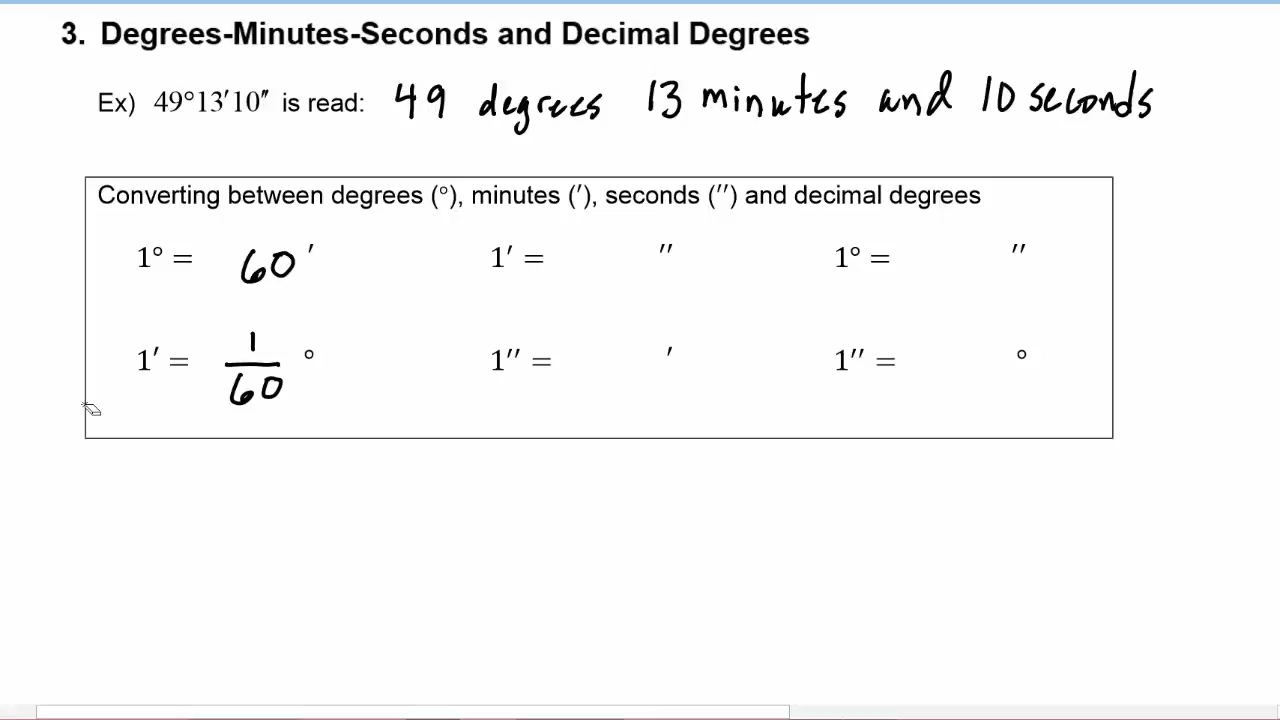 3. Degrees-Minutes-Seconds and Decimal Degrees
Ex) 49°13′10″ is read: 49 degrees 13 minutes and 10 seconds
Converting between degrees (°), minutes (′), seconds (′′) and decimal degrees
1° = 60 ′ 1′ = ′′ 1° = ′′
1′ = 1/60 ° 1′′ = ′ 1′′ = °